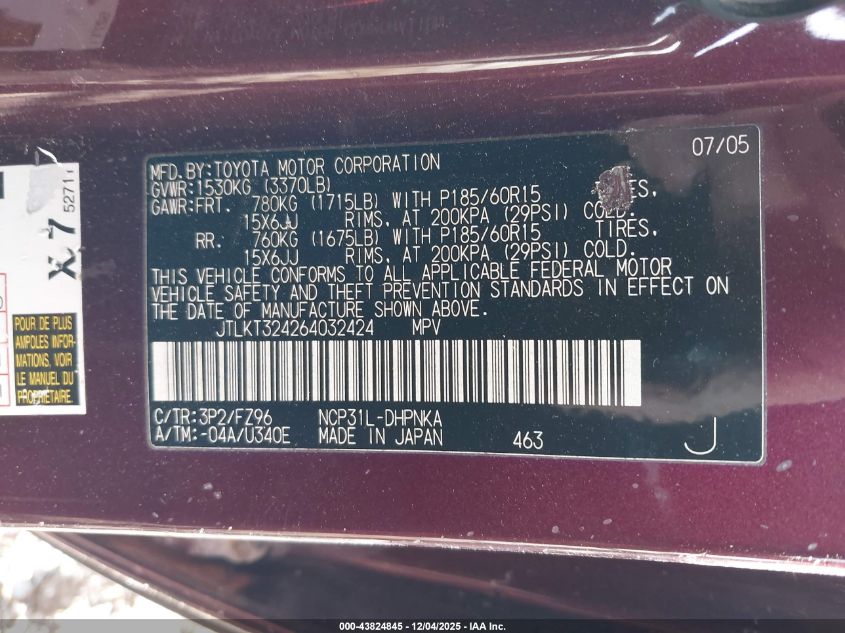 07/05
MFD.BY:TOYOTA MOTOR CORPORATION
GVWR:1530KG (3370LB)
GAWR:FRT. 780KG (1715LB) WITH P185/60R15
15X6JJ RIMS, AT 200KPA (29PSI) COLD.
RR. 760KG (1675LB) WITH P185/60R15 TIRES,
15X6JJ RIMS, AT 200KPA (29PSI) COLD.
THIS VEHICLE CONFORMS TO ALL APPLICABLE FEDERAL MOTOR
VEHICLE SAFETY AND THEFT PREVENTION STANDARDS IN EFFECT ON
THE DATE OF MANUFACTURE SHOWN ABOVE.
JTLKT324264032424 MPV
C/TR:3P2/FZ96 NCP31L-DHPNKA
A/TM:-04A/U340E MADE IN JAPAN 463 J
X 7
5271
POUR DE PLUS
AMPLES INFOR-
MATIONS, VOIR
LE MANUEL DU
PROPRIÉTAIRE.
000-43824845 - 12/04/2025 - IAA, Inc.